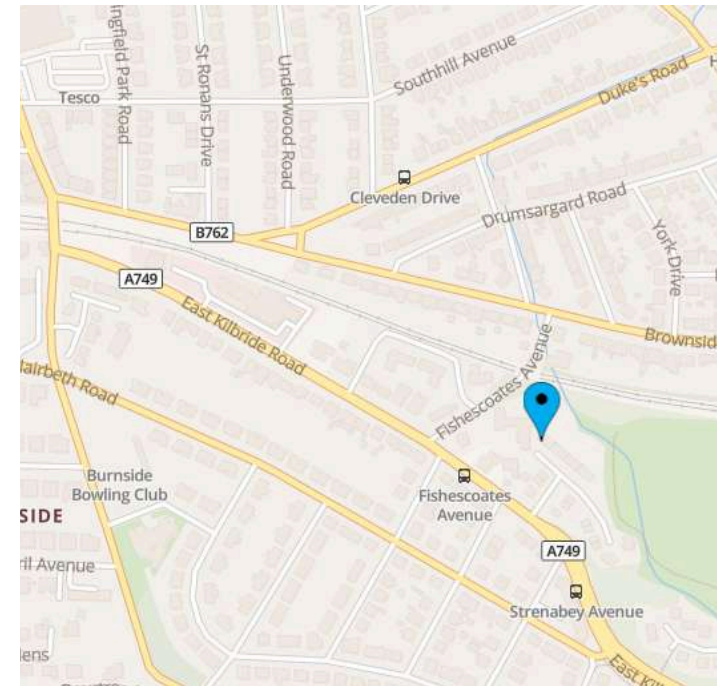 ngfield Park Road
St Ronans Drive
Underwood Road
Southhill Avenue
Duke's Road
H
Tesco
Cleveden Drive
Drumsargard Road
York Drive
B762
A749
East Kilbride Road
Brownsid
Fishescoates Avenue
airbeth Road
Burnside
Bowling Club
Fishescoates
Avenue
SIDE
A749
ril Avenue
Strenabey Avenue
ens
East Kil